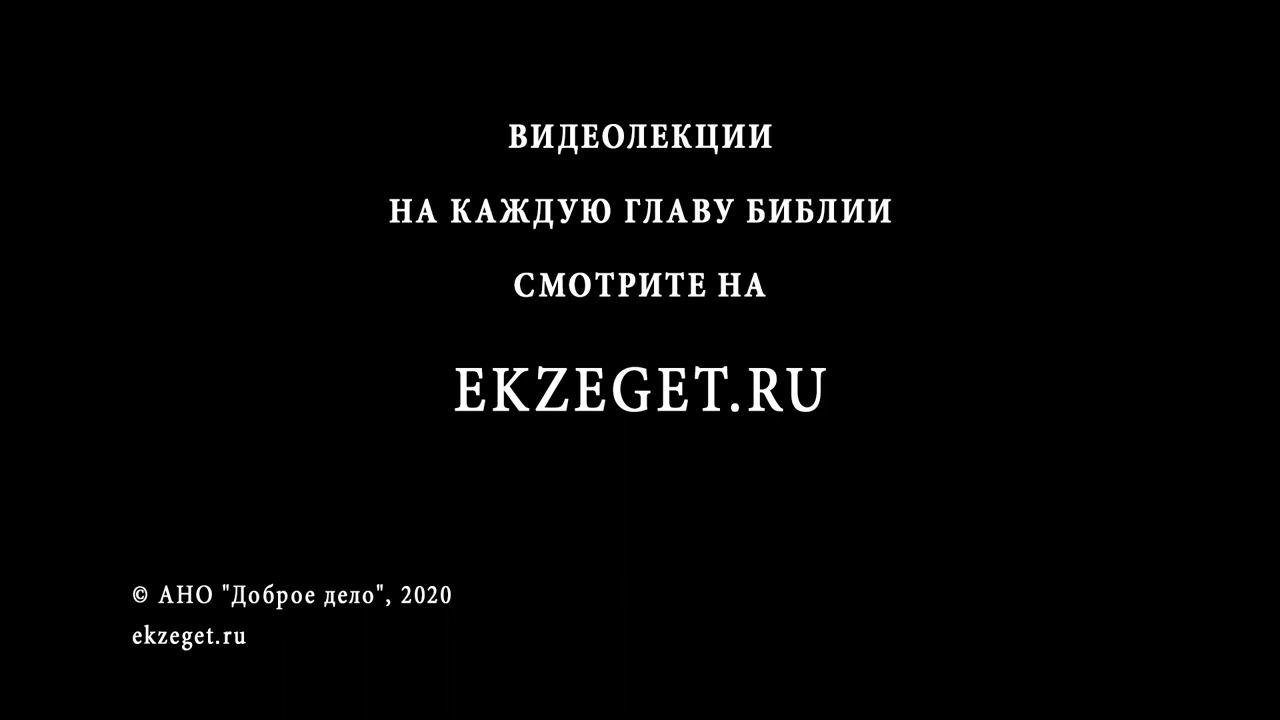 ВИДЕОЛЕКЦИИ
НА КАЖДУЮ ГЛАВУ БИБЛИИ
СМОТРИТЕ НА
EKZEGET.RU
© АНО "Доброе дело", 2020
ekzeget.ru